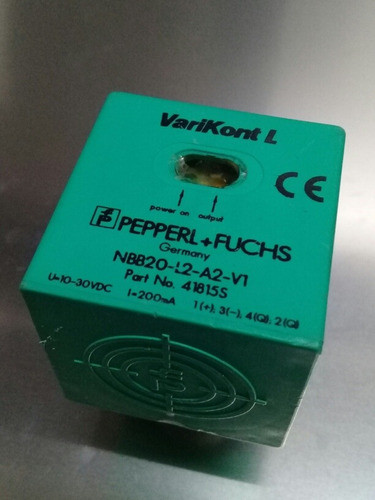 VariKont L
CE
power on output
PEPPERL+FUCHS
Germany
NBB20-L2-A2-V1
Part No. 41815S
U=10-30VDC I=200mA 1(+), 3(-), 4(Q), 2(Q)